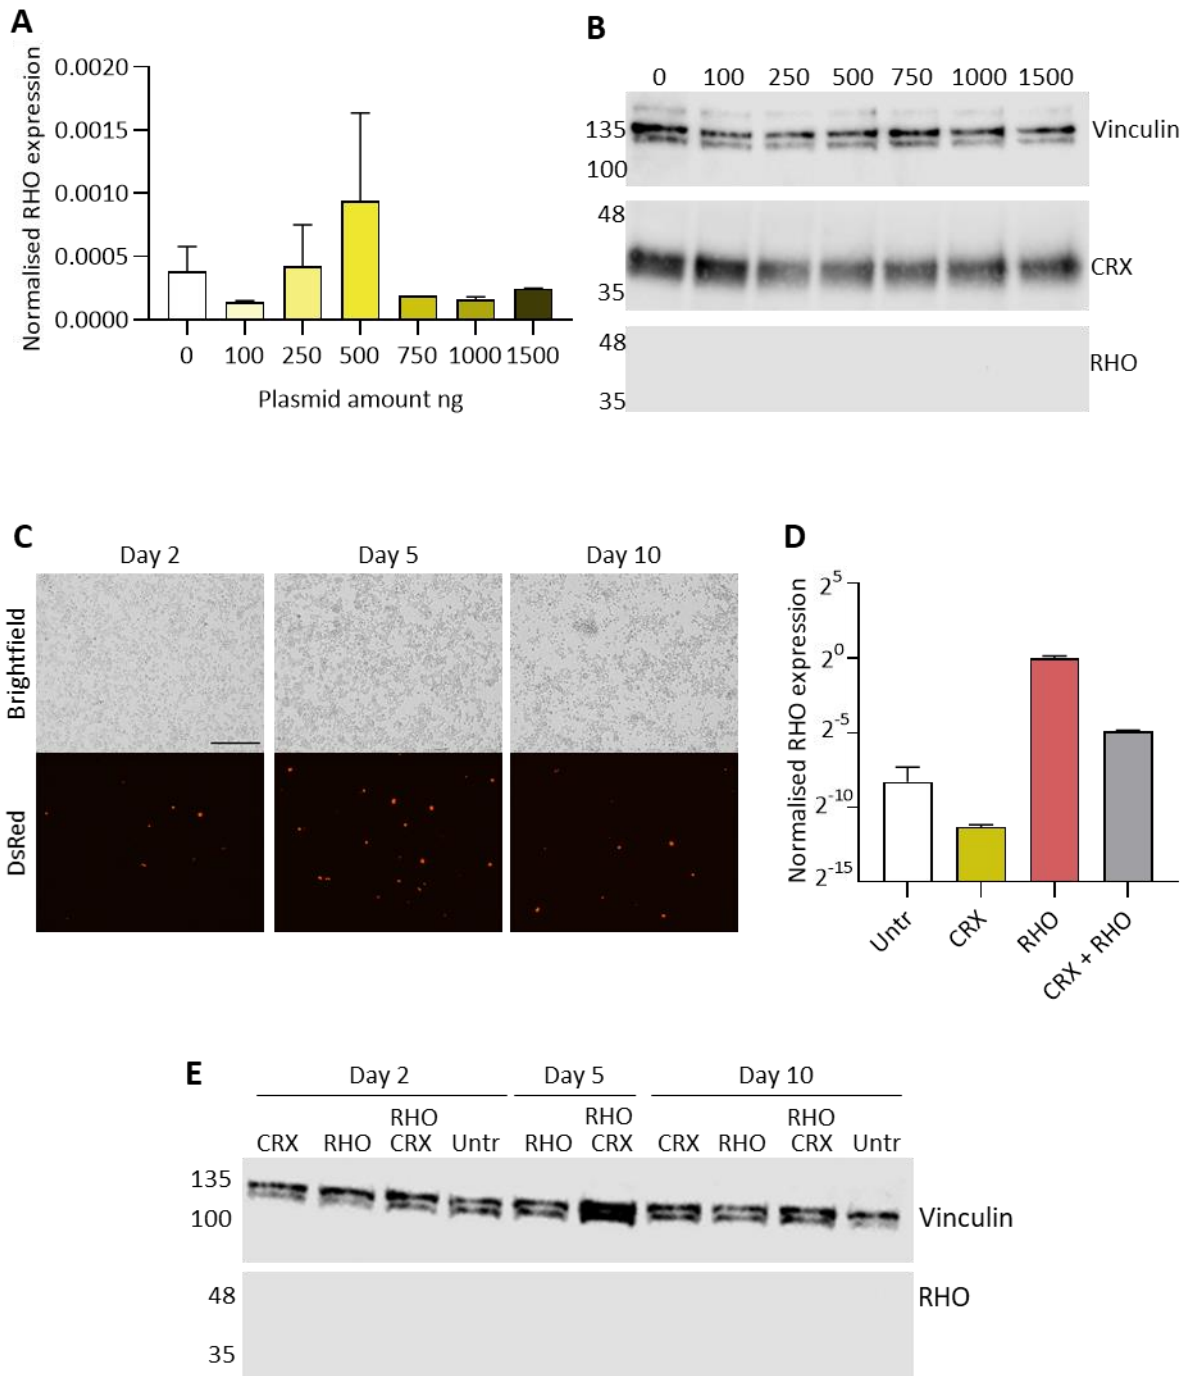 A
Normalised RHO expression
0.0020
0.0015
0.0010
0.0005
0.0000
0 100 250 500 750 1000 1500
Plasmid amount ng
B
0 100 250 500 750 1000 1500
135
100
Vinculin
48
35
CRX
48
35
RHO
C
Day 2 Day 5 Day 10
Brightfield
DsRed
D
Normalised RHO expression
2^5
2^0
2^-5
2^-10
2^-15
Untr CRX RHO CRX + RHO
E
Day 2 Day 5 Day 10
RHO RHO RHO
CRX RHO CRX Untr RHO CRX CRX RHO CRX Untr
135
100
Vinculin
48
35
RHO